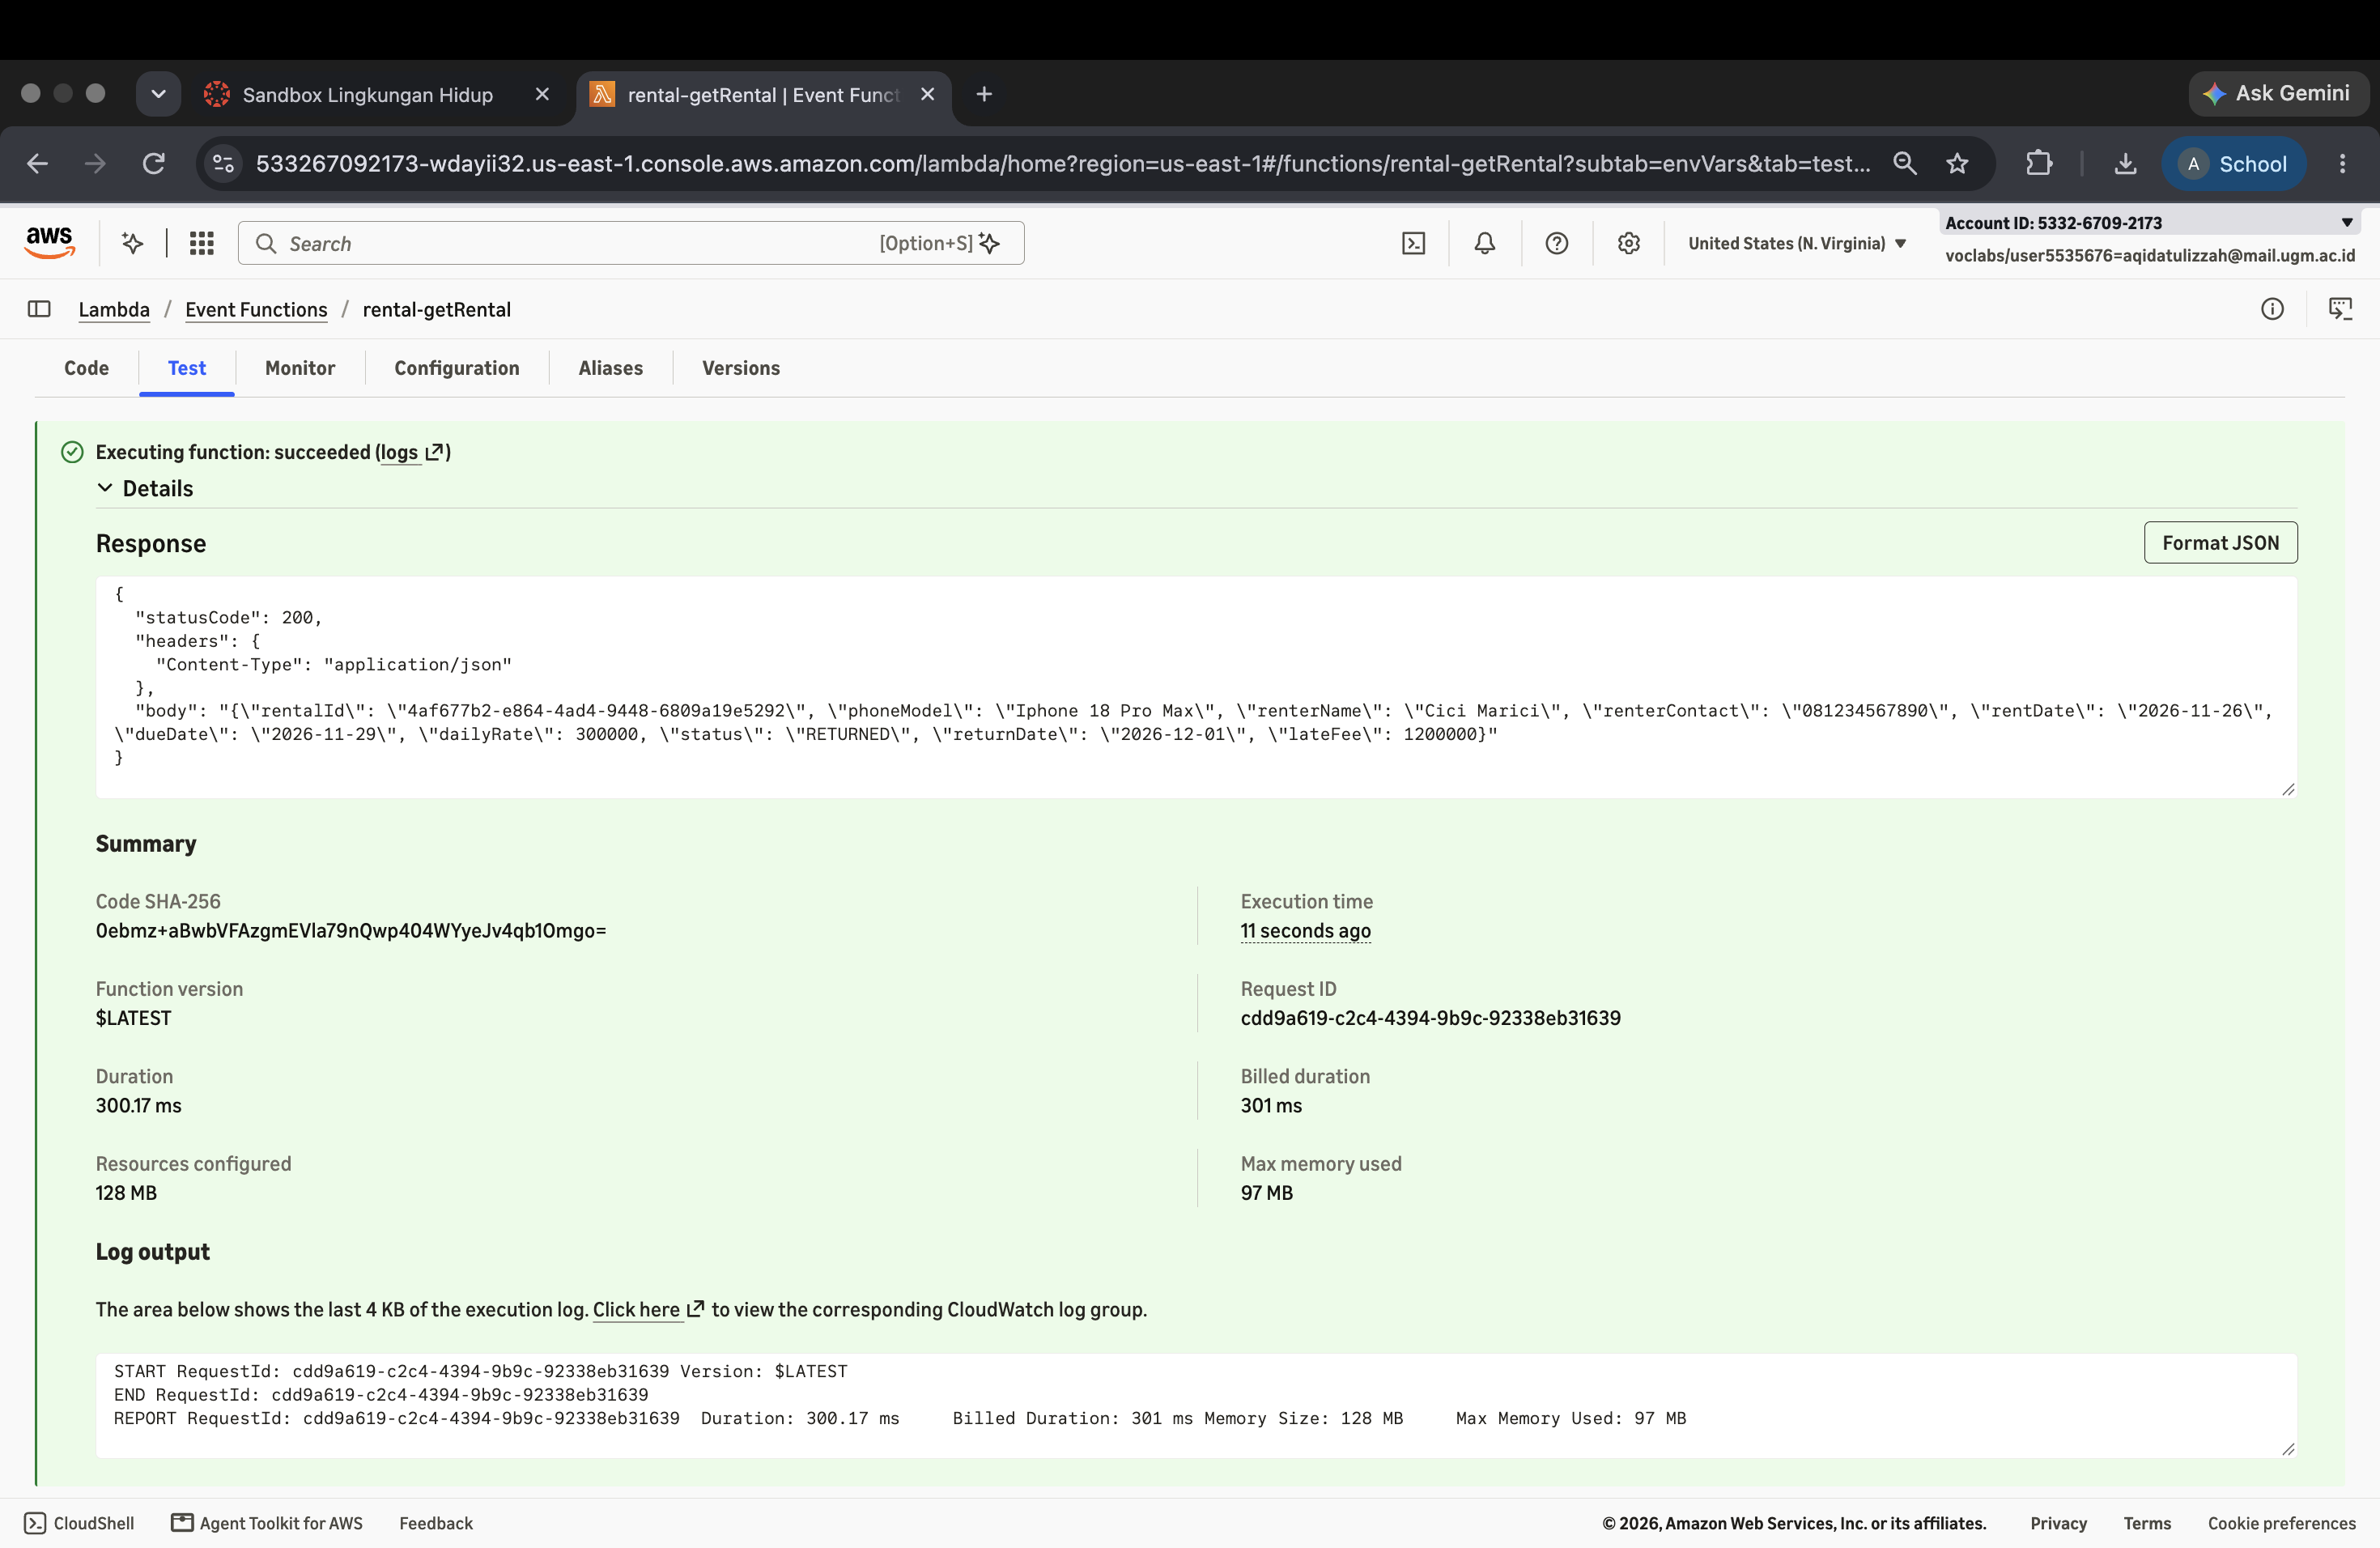 Sandbox Lingkungan Hidup
rental-getRental | Event Funct
Ask Gemini
533267092173-wdayii32.us-east-1.console.aws.amazon.com/lambda/home?region=us-east-1#/functions/rental-getRental?subtab=envVars&tab=test...
A School
aws
Search [Option+S]
United States (N. Virginia)
Account ID: 5332-6709-2173
voclabs/user5535676=aqidatulizzah@mail.ugm.ac.id
Lambda / Event Functions / rental-getRental
Code Test Monitor Configuration Aliases Versions
Executing function: succeeded (logs)
Details
Response
Format JSON
{
"statusCode": 200,
"headers": {
"Content-Type": "application/json"
},
"body": "{\"rentalId\": \"4af677b2-e864-4ad4-9448-6809a19e5292\", \"phoneModel\": \"Iphone 18 Pro Max\", \"renterName\": \"Cici Marici\", \"renterContact\": \"081234567890\", \"rentDate\": \"2026-11-26\",
\"dueDate\": \"2026-11-29\", \"dailyRate\": 300000, \"status\": \"RETURNED\", \"returnDate\": \"2026-12-01\", \"lateFee\": 1200000}"
}
Summary
Code SHA-256
0ebmz+aBwbVFAzgmEVla79nQwp404WYyeJv4qb1Omgo=
Execution time
11 seconds ago
Function version
$LATEST
Request ID
cdd9a619-c2c4-4394-9b9c-92338eb31639
Duration
300.17 ms
Billed duration
301 ms
Resources configured
128 MB
Max memory used
97 MB
Log output
The area below shows the last 4 KB of the execution log. Click here to view the corresponding CloudWatch log group.
START RequestId: cdd9a619-c2c4-4394-9b9c-92338eb31639 Version: $LATEST
END RequestId: cdd9a619-c2c4-4394-9b9c-92338eb31639
REPORT RequestId: cdd9a619-c2c4-4394-9b9c-92338eb31639 Duration: 300.17 ms Billed Duration: 301 ms Memory Size: 128 MB Max Memory Used: 97 MB
CloudShell Agent Toolkit for AWS Feedback
© 2026, Amazon Web Services, Inc. or its affiliates. Privacy Terms Cookie preferences